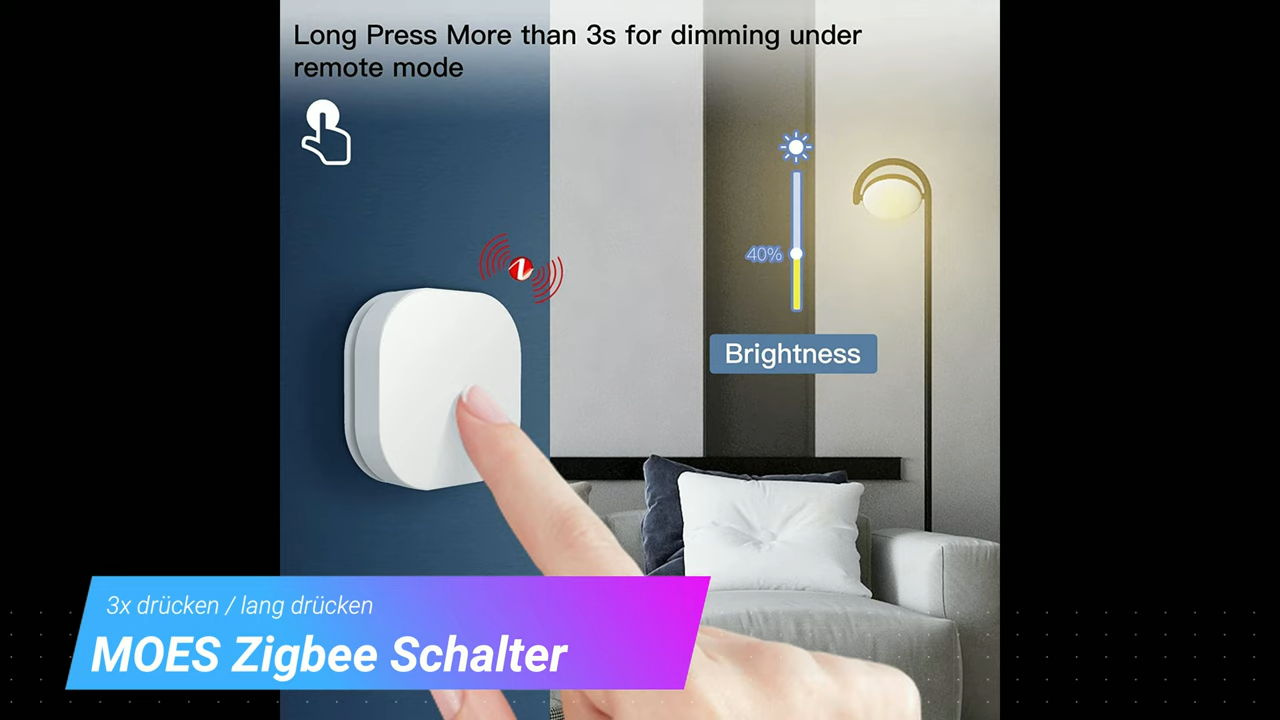 Long Press More than 3s for dimming under
remote mode
40%
Brightness
3x drücken / lang drücken
MOES Zigbee Schalter